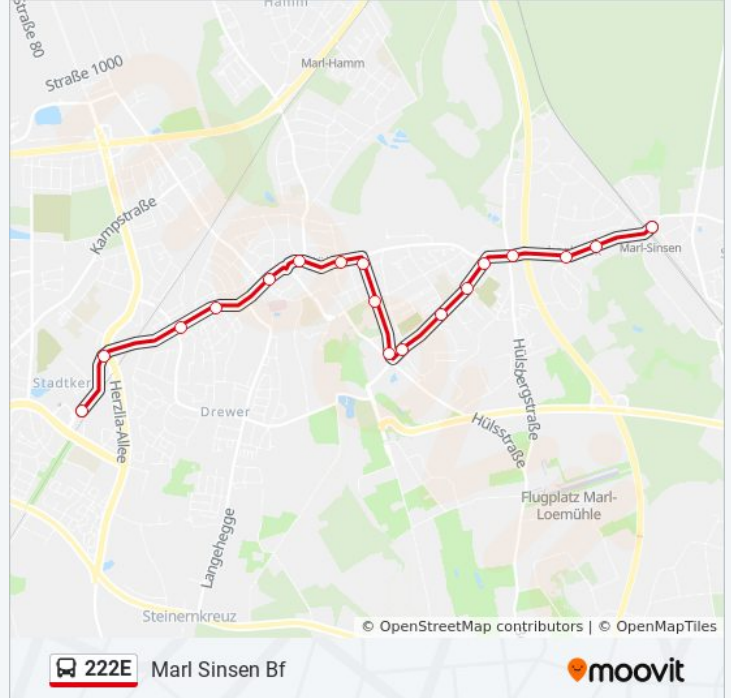 Hamm
Straße 80
Straße 1000
Marl-Hamm
Kampstraße
Marl-Sinsen
Stadtker
Herzlia-Allee
Drewer
Hülsbergstraße
Hülsstraße
Flugplatz Marl-
Loemühle
Langehegge
Steinernkreuz
© OpenStreetMap contributors | © OpenMapTiles
222E Marl Sinsen Bf
moovit